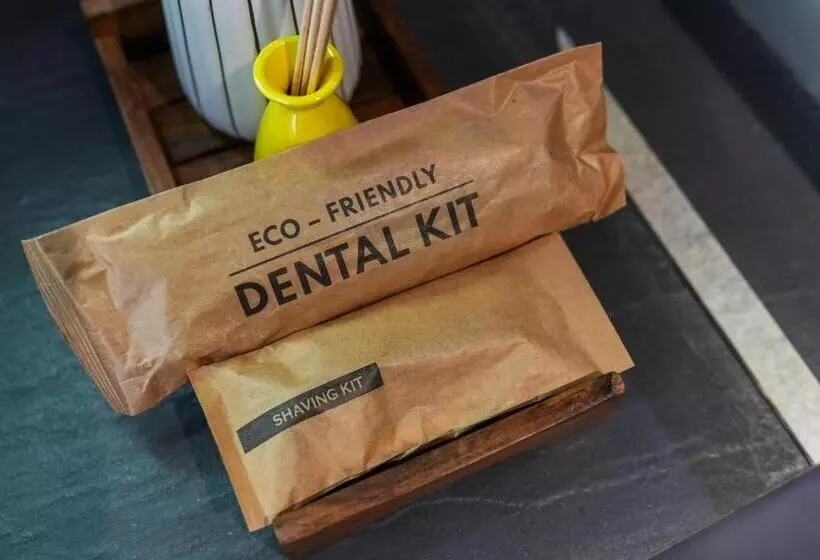 ECO – FRIENDLY
DENTAL KIT
SHAVING KIT